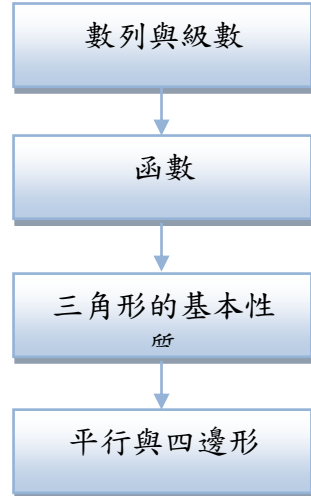 數列與級數
函數
三角形的基本性
質
平行與四邊形